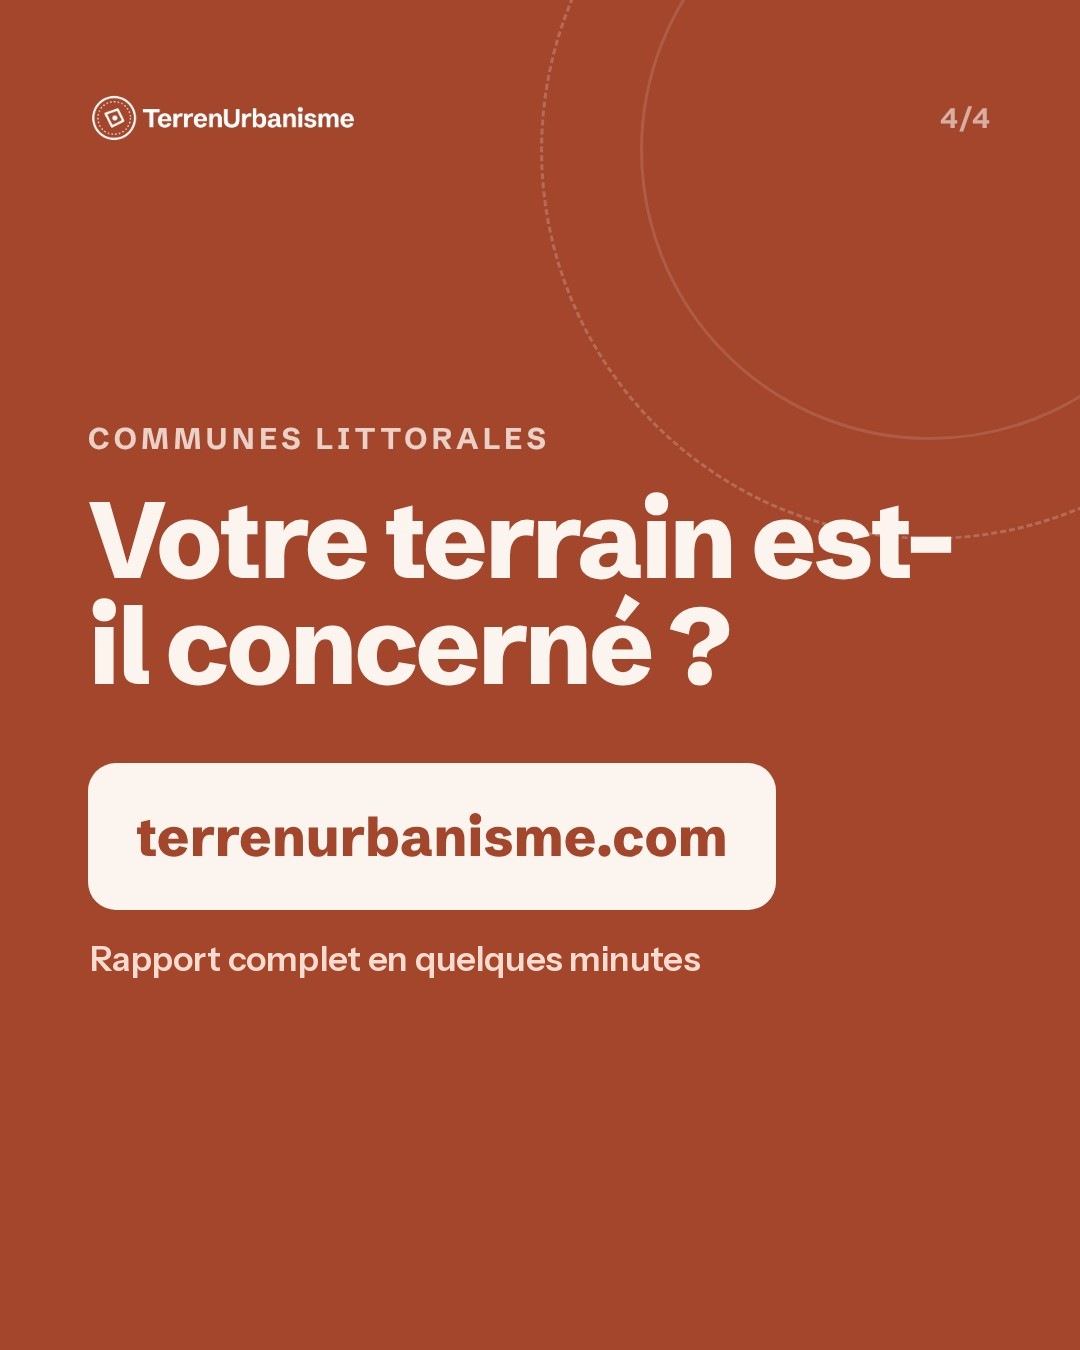 TerrenUrbanisme
4/4
COMMUNES LITTORALES
Votre terrain est-
il concerné ?
terrenurbanisme.com
Rapport complet en quelques minutes